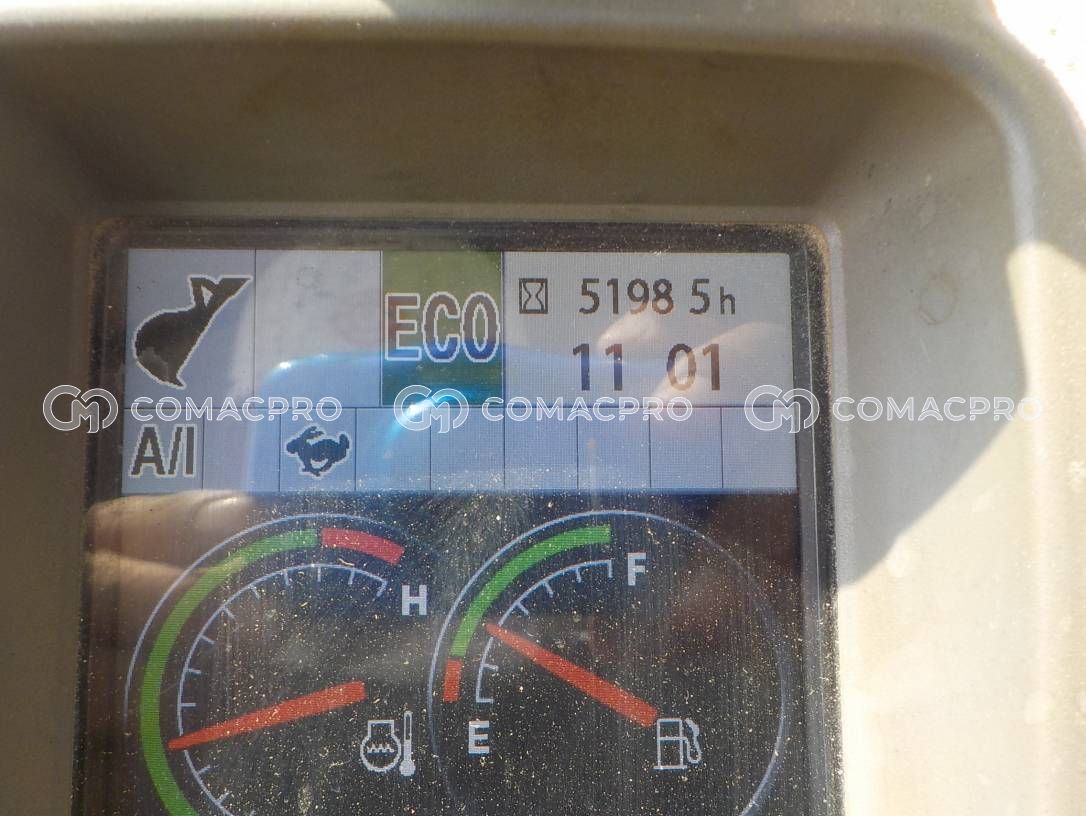 ECO 5198 5h
11 01
COMACPRO COMACPRO COMACPRO
A/I
H F
E